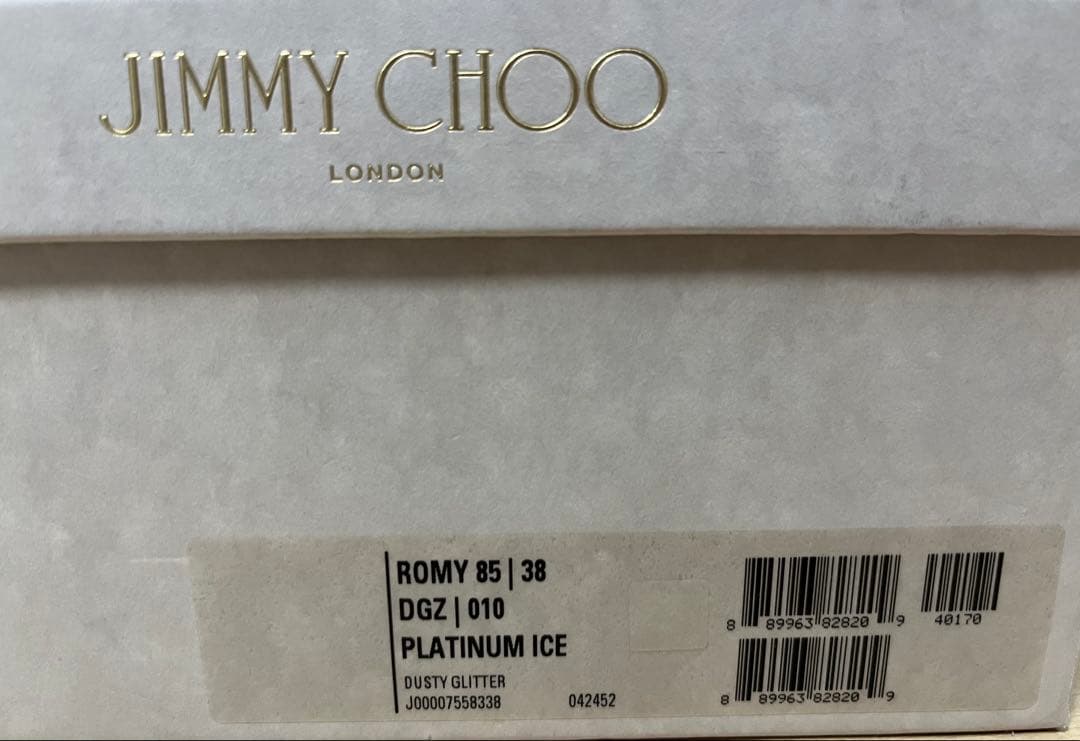 JIMMY CHOO
LONDON
ROMY 85 | 38
DGZ | 010
PLATINUM ICE
DUSTY GLITTER
J00007558338 042452
8 89963 82820 9 40170
8 89963 82820 9